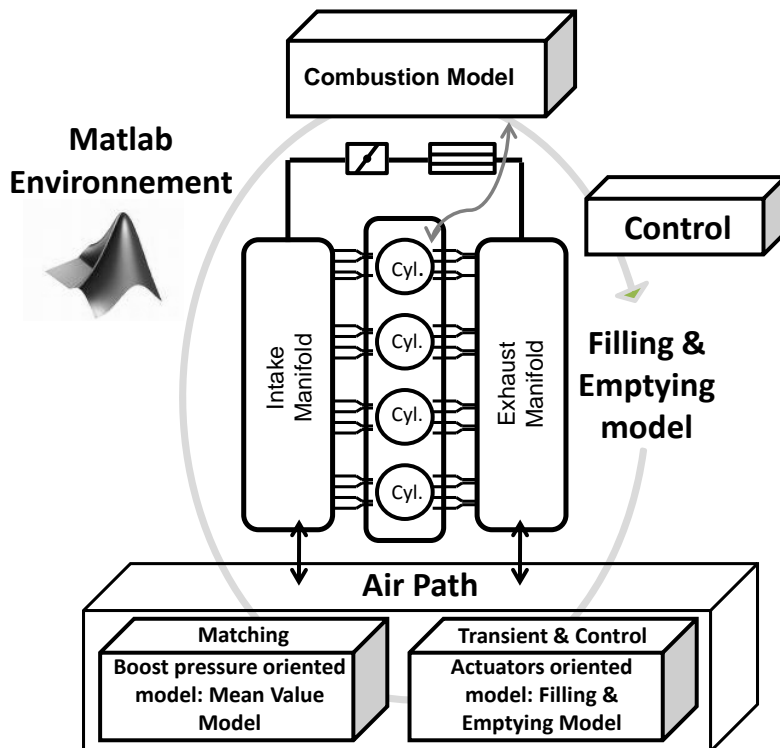 Combustion Model
Matlab
Environnement
Control
Cyl.
Cyl.
Cyl.
Cyl.
Intake
Manifold
Exhaust
Manifold
Filling &
Emptying
model
Air Path
Matching
Boost pressure oriented
model: Mean Value
Model
Transient & Control
Actuators oriented
model: Filling &
Emptying Model